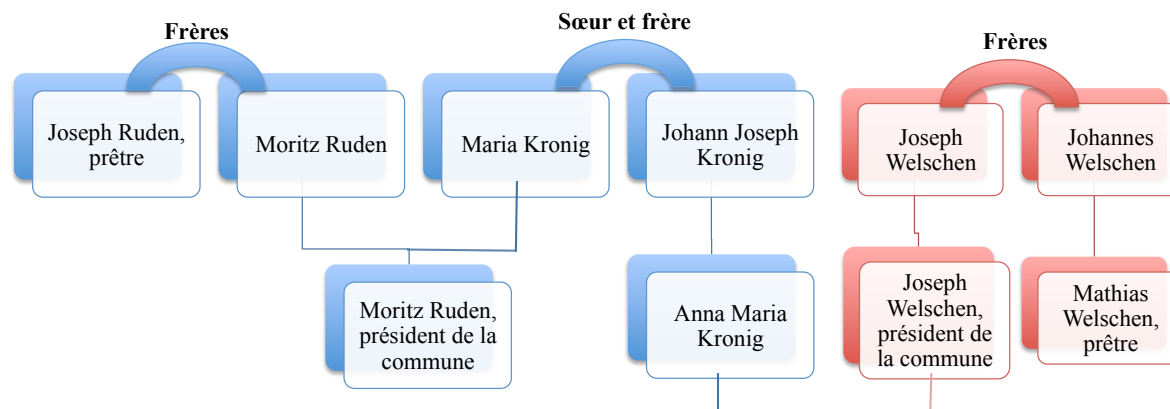 Frères
Sœur et frère
Frères
Joseph Ruden,
prêtre
Moritz Ruden
Maria Kronig
Johann Joseph
Kronig
Joseph
Welschen
Johannes
Welschen
Moritz Ruden,
président de la
commune
Anna Maria
Kronig
Joseph
Welschen,
président de
la commune
Mathias
Welschen,
prêtre